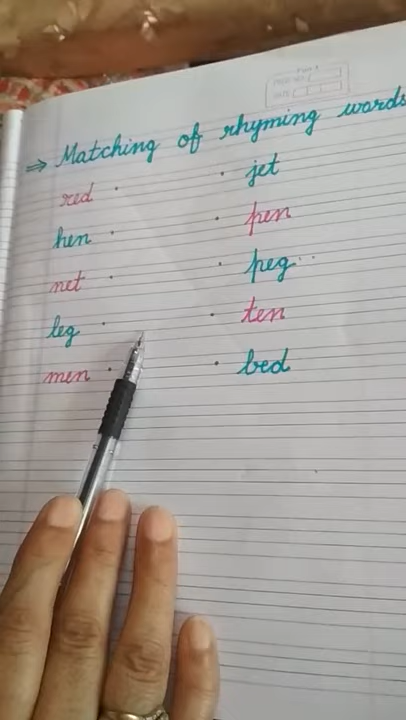 ⇒ Matching of rhyming words
red · · jet
hen · · pen
net · · peg
leg · · ten
men · · bed